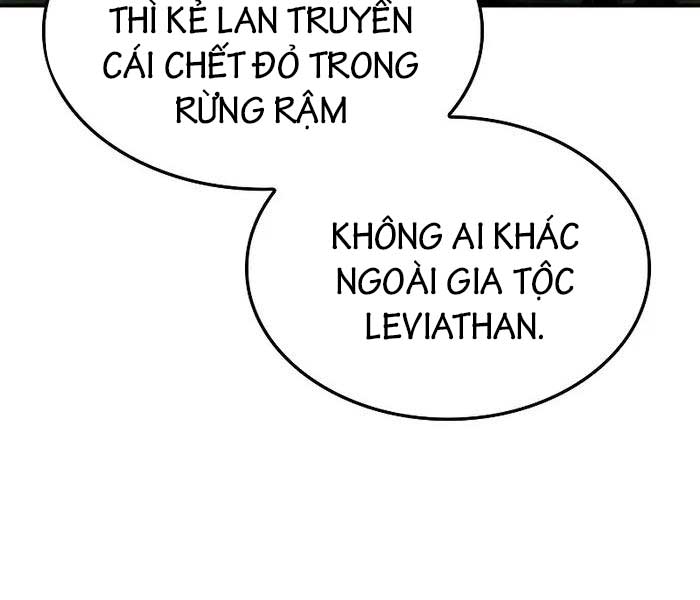 THÌ KẺ LAN TRUYỀN
CÁI CHẾT ĐỎ TRONG
RỪNG RẬM
KHÔNG AI KHÁC
NGOÀI GIA TỘC
LEVIATHAN.